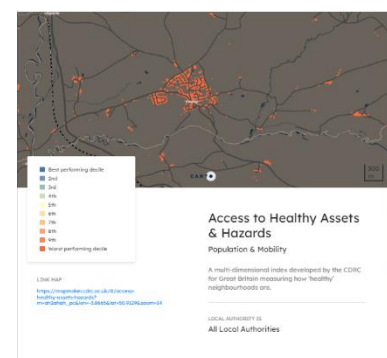 CARTO
300
m
Best performing decile
2nd
3rd
4th
5th
6th
7th
8th
9th
Worst performing decile
Access to Healthy Assets
& Hazards
Population & Mobility
A multi-dimensional index developed by the CDRC
for Great Britain measuring how 'healthy'
neighbourhoods are.
LINK MAP
LOCAL AUTHORITY IS
All Local Authorities